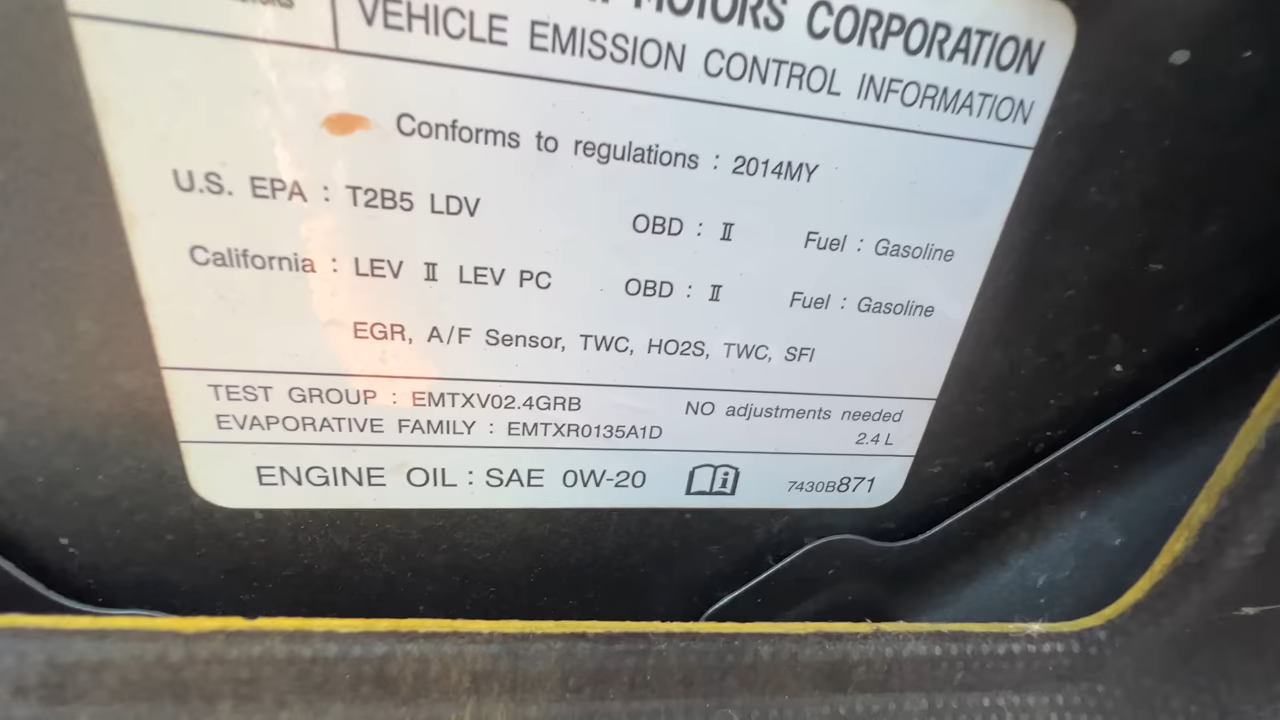 MOTORS CORPORATION
VEHICLE EMISSION CONTROL INFORMATION
Conforms to regulations : 2014MY
U.S. EPA : T2B5 LDV OBD : II Fuel : Gasoline
California : LEV II LEV PC OBD : II Fuel : Gasoline
EGR, A/F Sensor, TWC, HO2S, TWC, SFI
TEST GROUP : EMTXV02.4GRB NO adjustments needed
EVAPORATIVE FAMILY : EMTXR0135A1D 2.4 L
ENGINE OIL : SAE 0W-20 7430B871